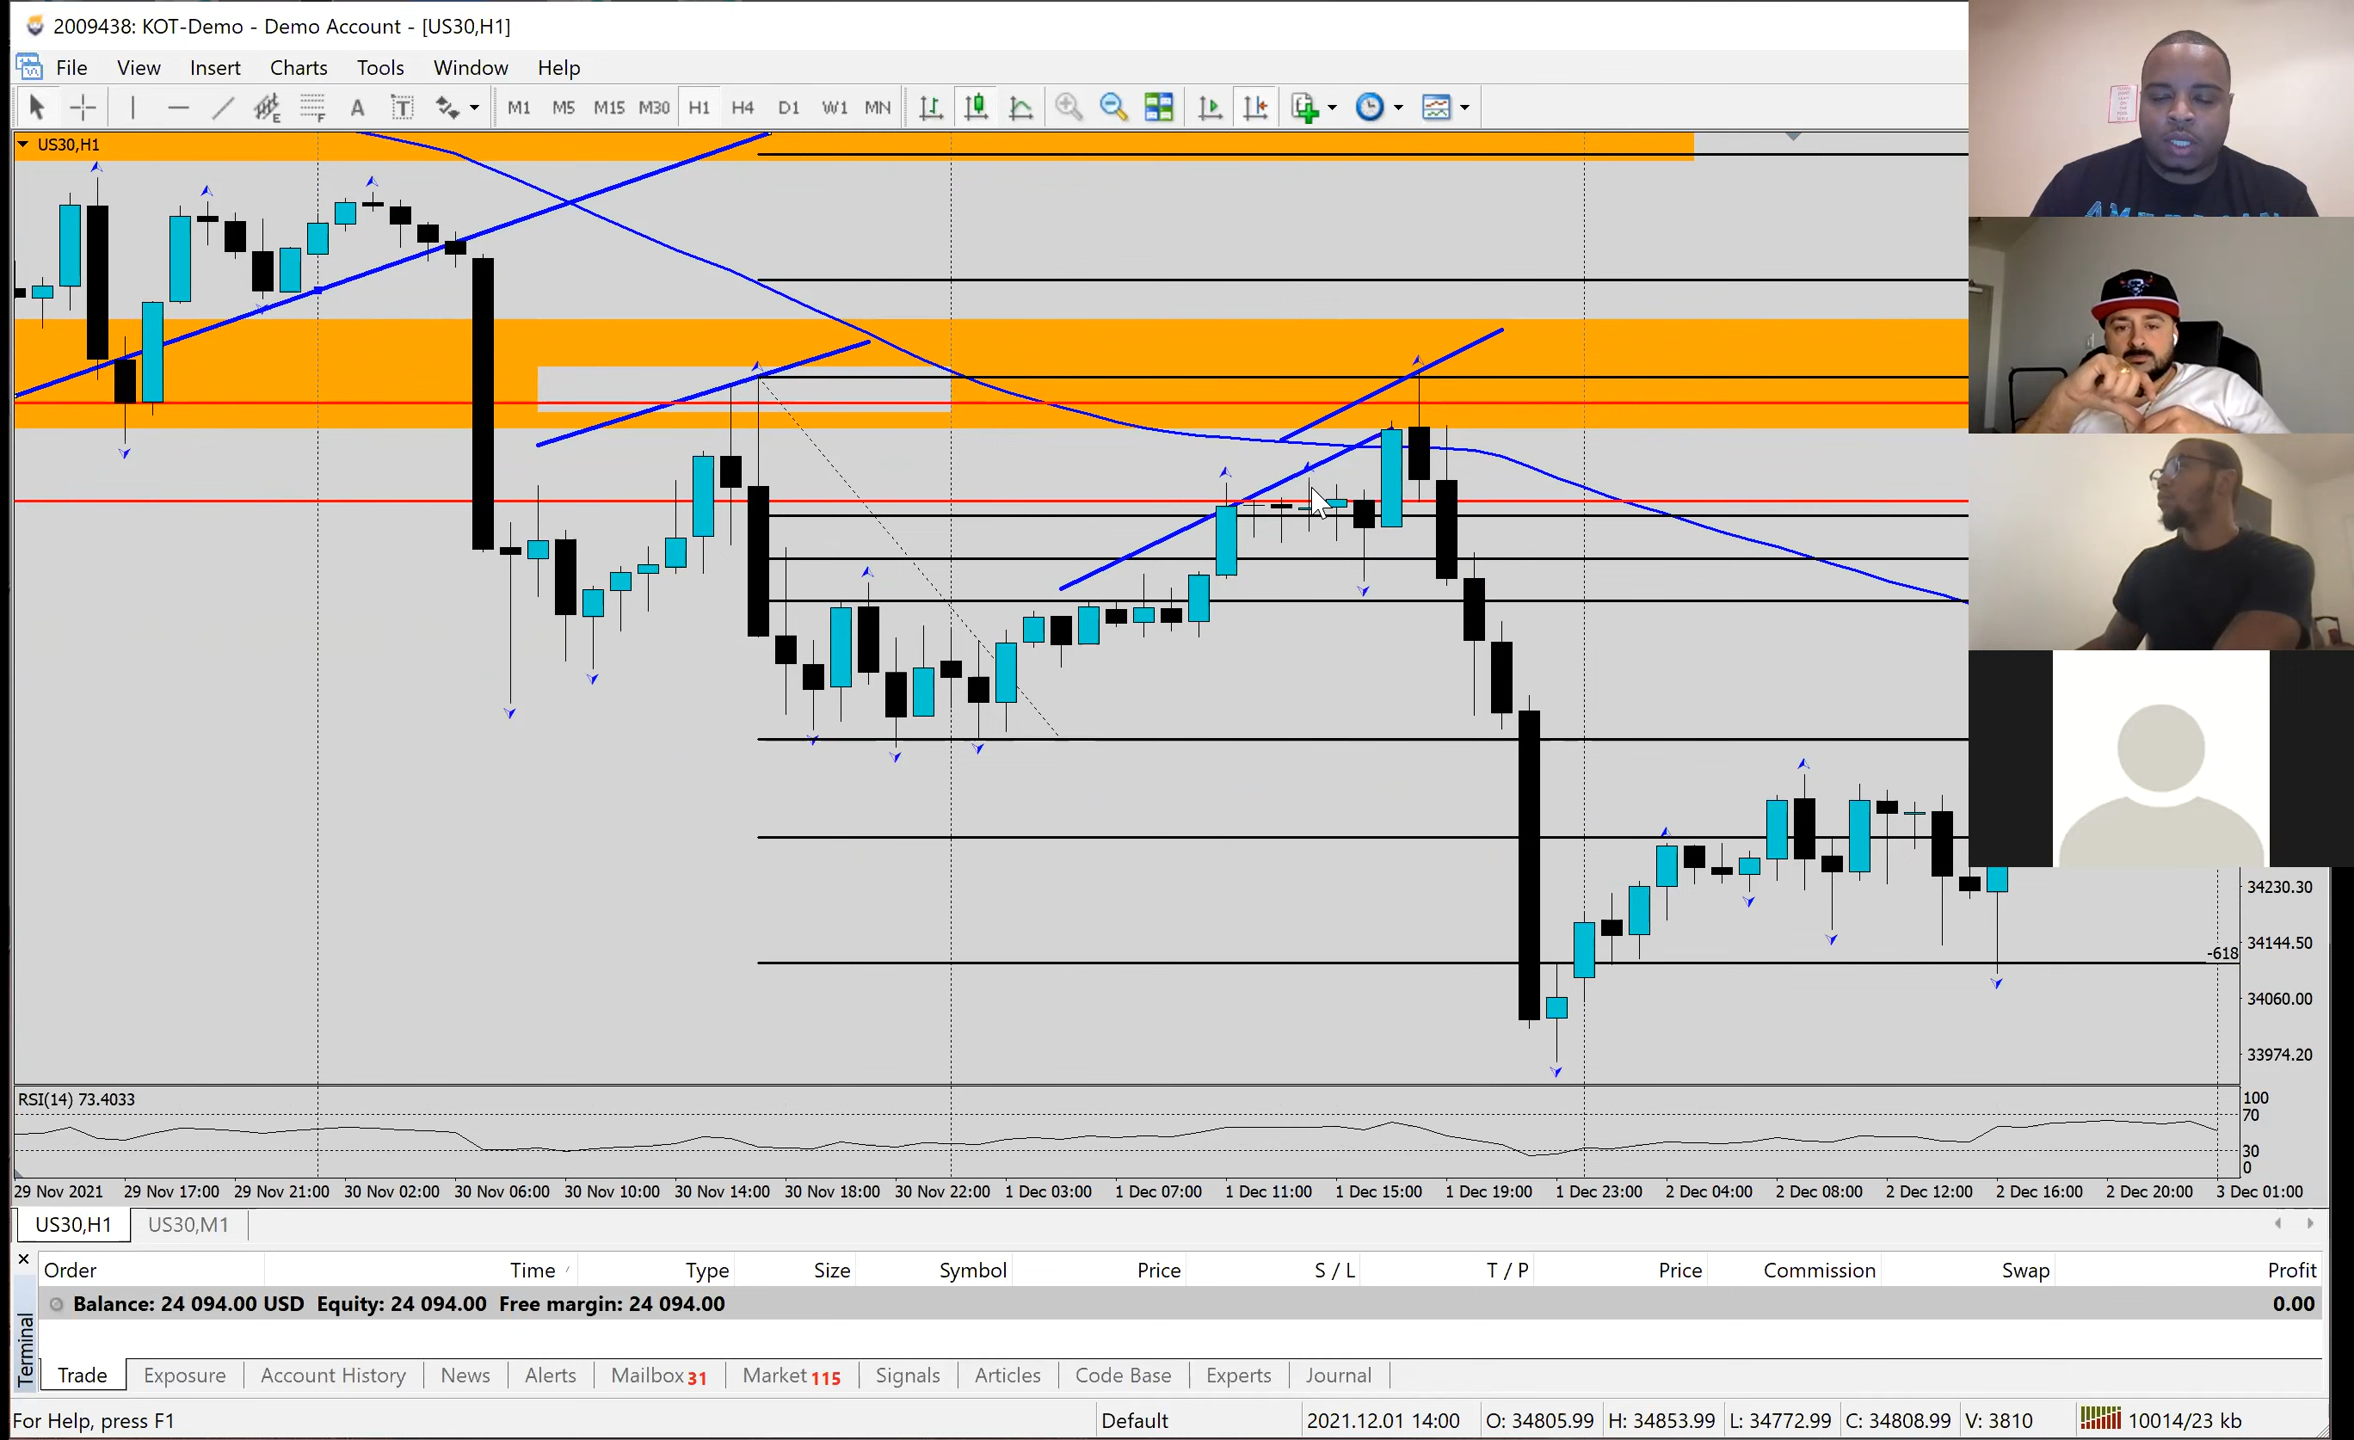 2009438: KOT-Demo - Demo Account - [US30,H1]
File View Insert Charts Tools Window Help
E F A T M1 M5 M15 M30 H1 H4 D1 W1 MN
US30,H1
34230.30
34144.50
-618
34060.00
33974.20
RSI(14) 73.4033
100
70
30
0
29 Nov 2021 29 Nov 17:00 29 Nov 21:00 30 Nov 02:00 30 Nov 06:00 30 Nov 10:00 30 Nov 14:00 30 Nov 18:00 30 Nov 22:00 1 Dec 03:00 1 Dec 07:00 1 Dec 11:00 1 Dec 15:00 1 Dec 19:00 1 Dec 23:00 2 Dec 04:00 2 Dec 08:00 2 Dec 12:00 2 Dec 16:00 2 Dec 20:00 3 Dec 01:00
US30,H1 US30,M1
Order Time Type Size Symbol Price S / L T / P Price Commission Swap Profit
Balance: 24 094.00 USD Equity: 24 094.00 Free margin: 24 094.00 0.00
Terminal
Trade Exposure Account History News Alerts Mailbox 31 Market 115 Signals Articles Code Base Experts Journal
For Help, press F1 Default 2021.12.01 14:00 O: 34805.99 H: 34853.99 L: 34772.99 C: 34808.99 V: 3810 10014/23 kb